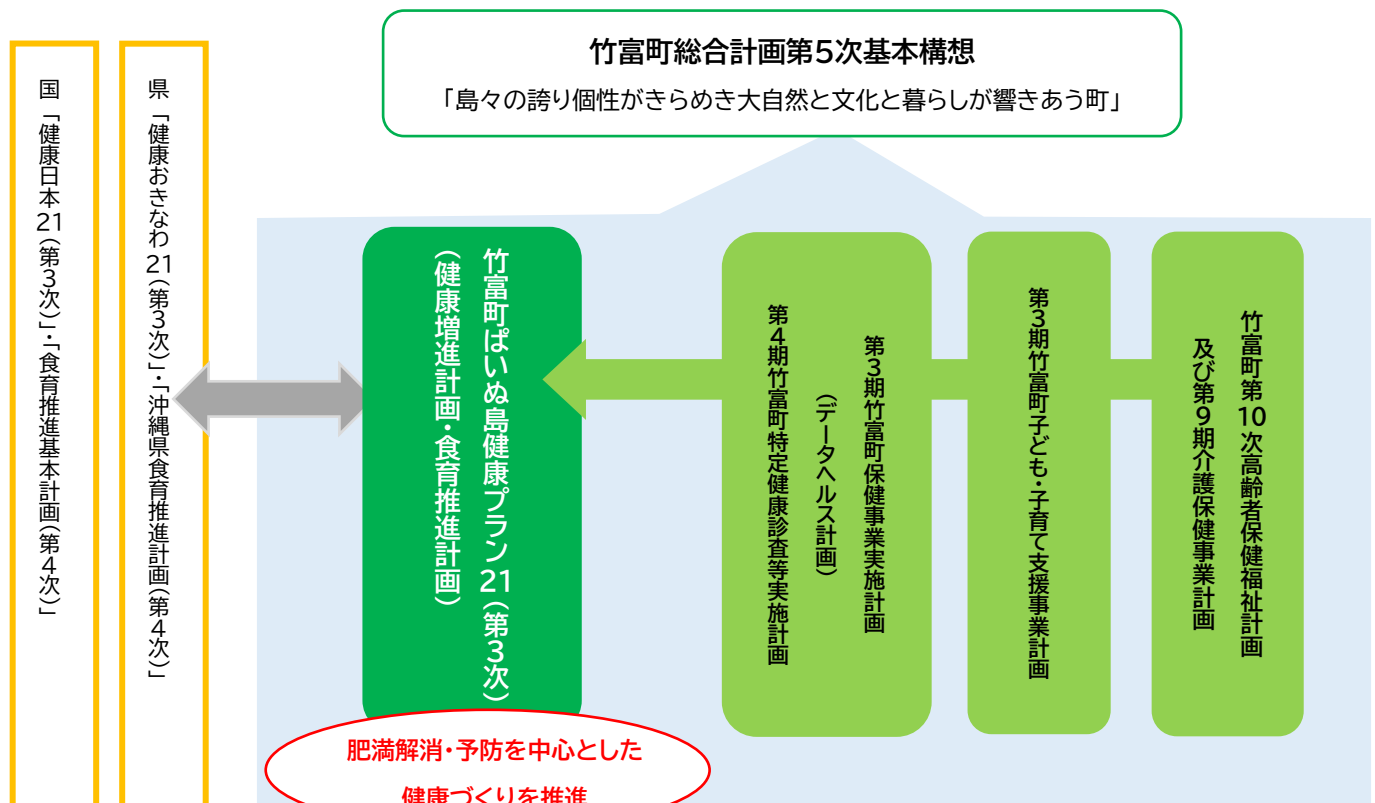 竹富町総合計画第5次基本構想
「島々の誇り個性がきらめき大自然と文化と暮らしが響きあう町」
国「健康日本21(第3次)」・「食育推進基本計画(第4次)」
県「健康おきなわ21(第3次)」・「沖縄県食育推進計画(第4次)」
竹富町ぱいぬ島健康プラン21(第3次)
(健康増進計画・食育推進計画)
第3期竹富町保健事業実施計画
(データヘルス計画)
第4期竹富町特定健康診査等実施計画
第3期竹富町子ども・子育て支援事業計画
竹富町第10次高齢者保健福祉計画
及び第9期介護保健事業計画
肥満解消・予防を中心とした
健康づくりを推進